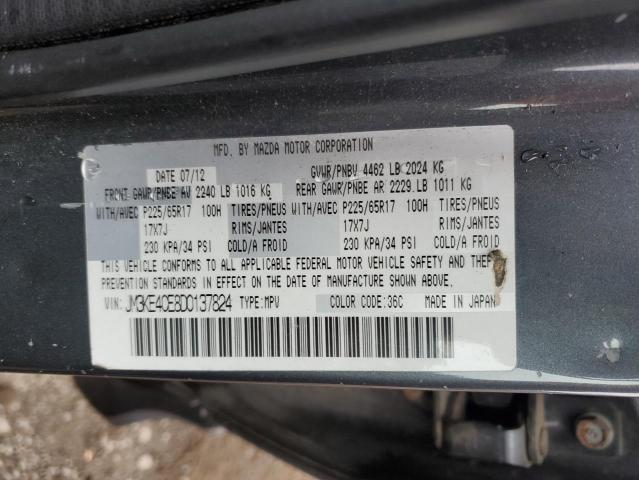 MFD. BY MAZDA MOTOR CORPORATION
DATE 07/12 GVWR/PNBV 4462 LB 2024 KG
FRONT GAWR/PNBE AV 2240 LB 1016 KG REAR GAWR/PNBE AR 2229 LB 1011 KG
WITH/AVEC P225/65R17 100H TIRES/PNEUS WITH/AVEC P225/65R17 100H TIRES/PNEUS
17X7J RIMS/JANTES 17X7J RIMS/JANTES
230 KPA/34 PSI COLD/A FROID 230 KPA/34 PSI COLD/A FROID
THIS VEHICLE CONFORMS TO ALL APPLICABLE FEDERAL MOTOR VEHICLE SAFETY AND THEFT
PREVENTION STANDARDS IN EFFECT ON THE DATE OF MANUFACTURE SHOWN ABOVE.
VIN: JM3KE4CE8D0137824 TYPE:MPV COLOR CODE:36C MADE IN JAPAN